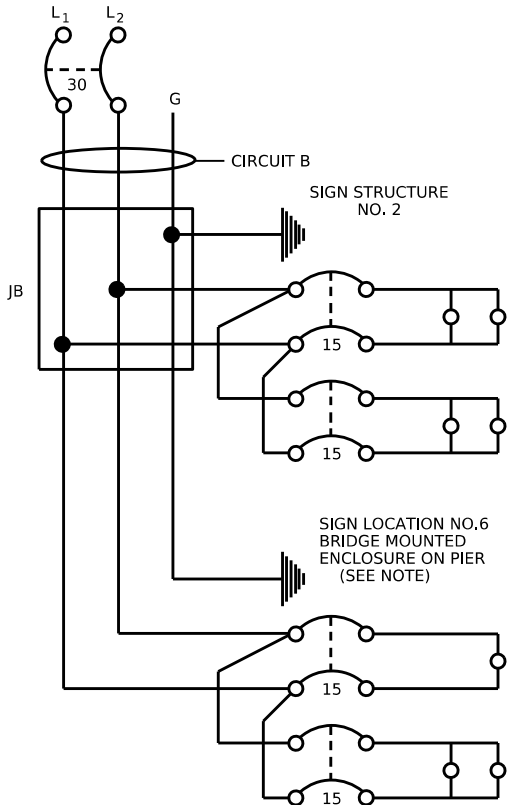 L1 L2
30
G
CIRCUIT B
SIGN STRUCTURE
NO. 2
JB
15
15
SIGN LOCATION NO.6
BRIDGE MOUNTED
ENCLOSURE ON PIER
(SEE NOTE)
15
15